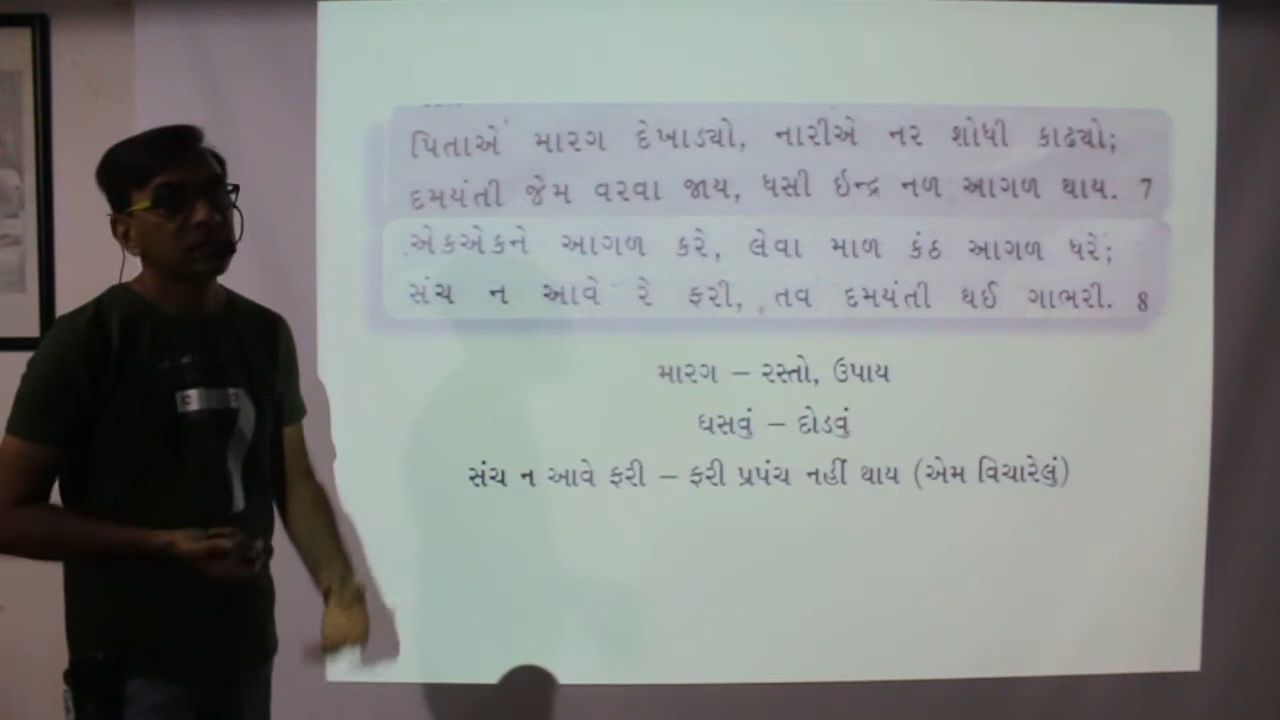 પિતાએ મારગ દેખાડ્યો, નારીએ નર શોધી કાઢ્યો;
દમયંતી જેમ વરવા જાય, ધસી ઇન્દ્ર નળ આગળ થાય. 7
એકએકને આગળ કરે, લેવા માળ કંઠ આગળ ધરે;
સંચ ન આવે રે ફરી, તવ દમયંતી થઈ ગાભરી. 8
મારગ – રસ્તો, ઉપાય
ધસવું – દોડવું
સંચ ન આવે ફરી – ફરી પ્રપંચ નહીં થાય (એમ વિચારેલું)